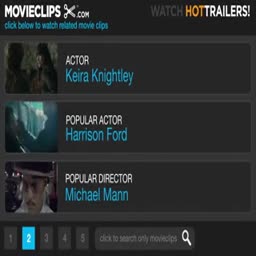 MOVIECLIPS .COM WATCH HOTTRAILERS!
click below to watch related movie clips
ACTOR
Keira Knightley
POPULAR ACTOR
Harrison Ford
POPULAR DIRECTOR
Michael Mann
1 2 3 4 5 click to search only movieclips